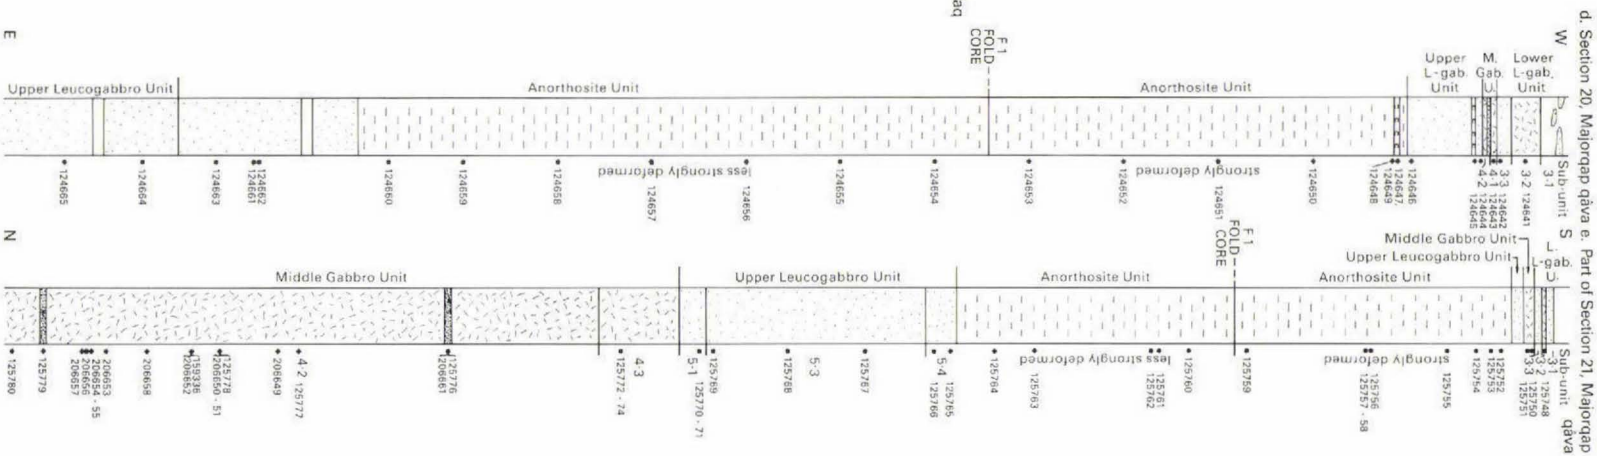 d. Section 20, Majorqap qâva
e. Part of Section 21, Majorqap qâva
aq
W
E
F1
FOLD
CORE
Upper Leucogabbro Unit
Anorthosite Unit
Anorthosite Unit
Upper
L-gab.
Unit
M.
Gab.
U.
Lower
L-gab.
Unit
Sub-unit
3-1
3-2 124641
3-3 124642
4-1 124643
4-2 124644
124645
124646
124647
124649
124648
124650
strongly deformed
124651
124652
124653
124654
124655
less strongly deformed
124656
124657
124658
124659
124660
124662
124661
124663
124664
124665
S
N
F1
FOLD
CORE
Middle Gabbro Unit
Upper Leucogabbro Unit
Anorthosite Unit
Anorthosite Unit
Upper Leucogabbro Unit
Middle Gabbro Unit
L.
L-gab.
U.
Sub-unit
3-1
3-2 125748
125750
3-3 125751
125752
125753
125754
125755
strongly deformed
125756
125757 - 58
125759
125760
125761
125762
less strongly deformed
125763
125764
5-4 125765
125766
125767
5-3
125768
125769
5-1 125770 - 71
4-3
125772 - 74
125776
206661
4-2 125777
206649
125778
206650 - 51
159336
206652
206658
206653
206654 - 55
206656
206657
125779
125780